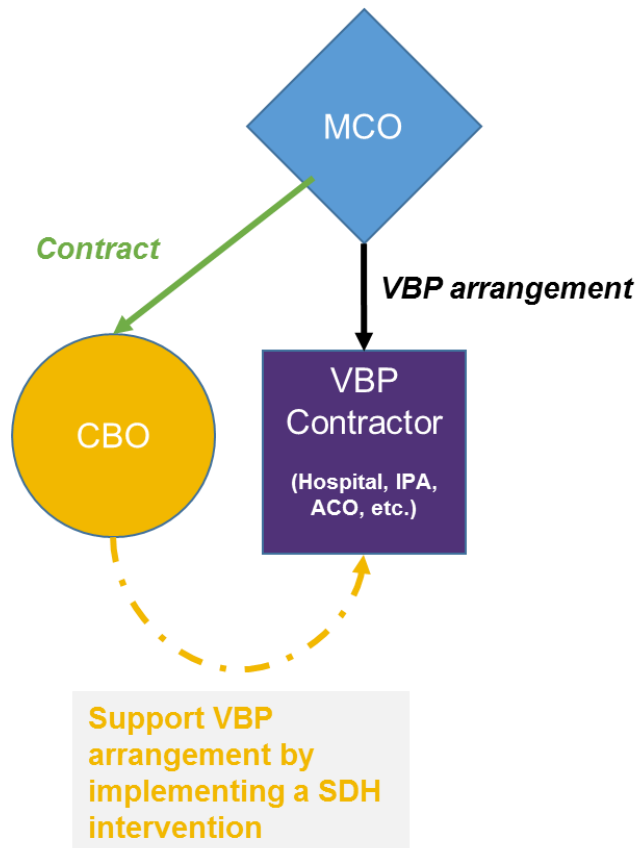 MCO
Contract
VBP arrangement
CBO
VBP
Contractor
(Hospital, IPA,
ACO, etc.)
Support VBP
arrangement by
implementing a SDH
intervention